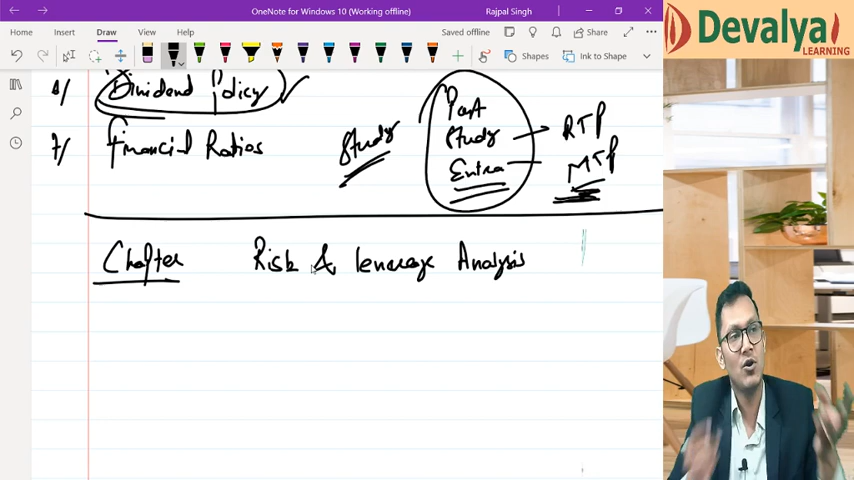 OneNote for Windows 10 (Working offline)
Rajpal Singh
Home Insert Draw View Help
Saved offline
Share
Shapes
Ink to Shape
Devalya
LEARNING
Dividend Policy
7/ Financial Ratios
Study
Past
Study
Extra
RTP
MTP
Chapter Risk & leverage Analysis